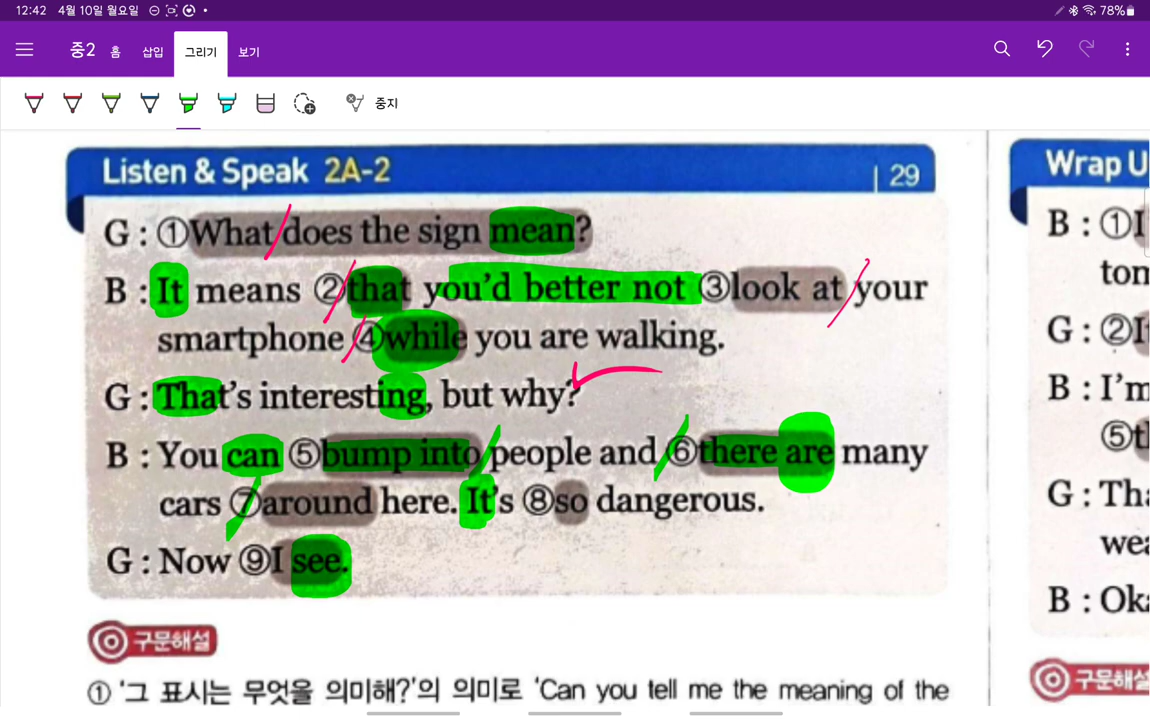 12:42 4월 10일 월요일 78%
중2 홈 삽입 그리기 보기
중지
Listen & Speak 2A-2 | 29
G : ①What does the sign mean?
B : It means ②that you'd better not ③look at your
smartphone ④while you are walking.
G : That's interesting, but why?
B : You can ⑤bump into people and ⑥there are many
cars ⑦around here. It's ⑧so dangerous.
G : Now ⑨I see.
구문해설
① '그 표시는 무엇을 의미해?'의 의미로 'Can you tell me the meaning of the
Wrap U
B : ①I
tom
G : ②I
B : I'm
⑤t
G : Tha
wea
B : Oka
구문해설